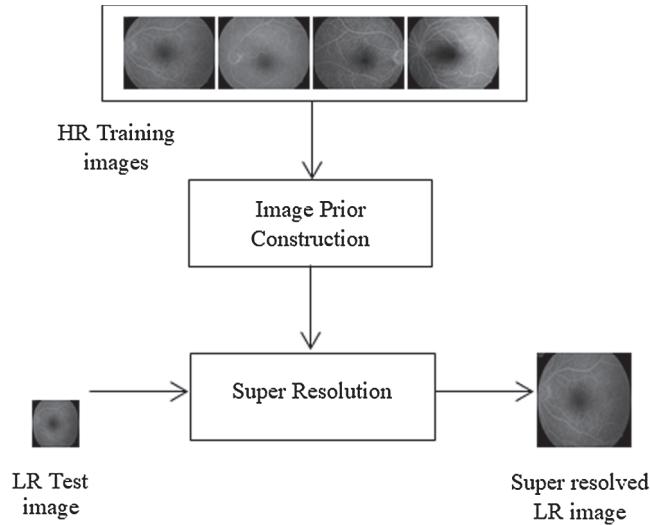 HR Training
images
Image Prior
Construction
Super Resolution
LR Test
image
Super resolved
LR image